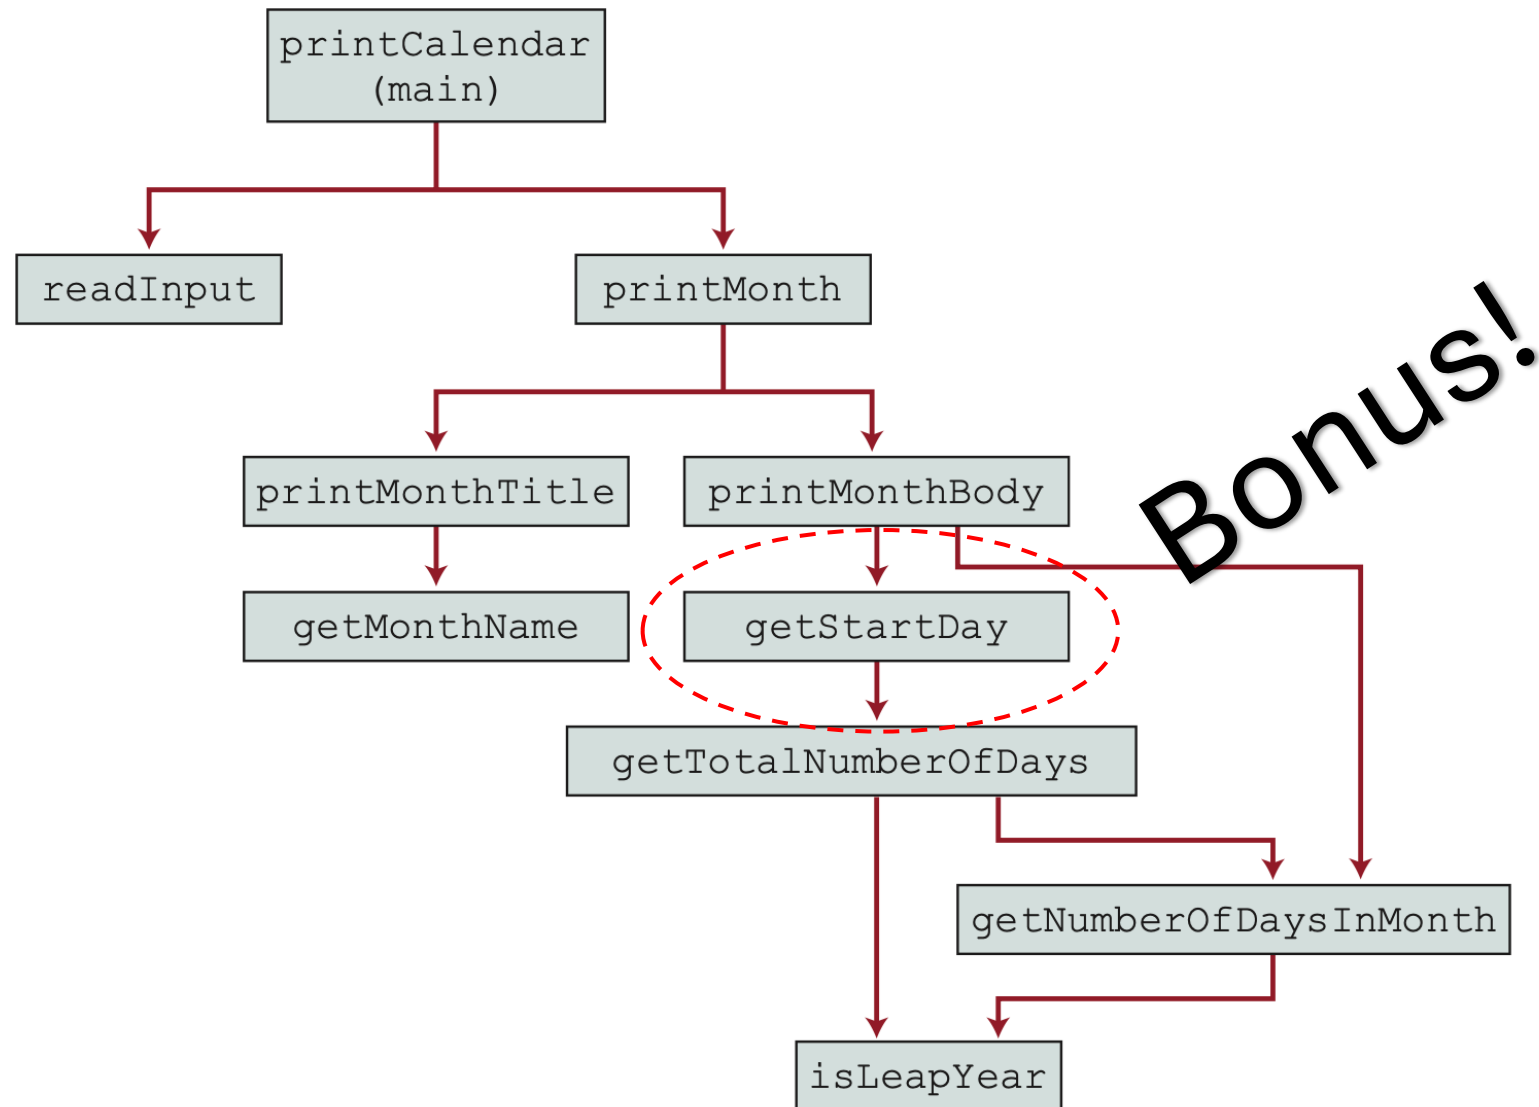 printCalendar
(main)
readInput
printMonth
Bonus!
printMonthTitle
printMonthBody
getMonthName
getStartDay
getTotalNumberOfDays
getNumberOfDaysInMonth
isLeapYear